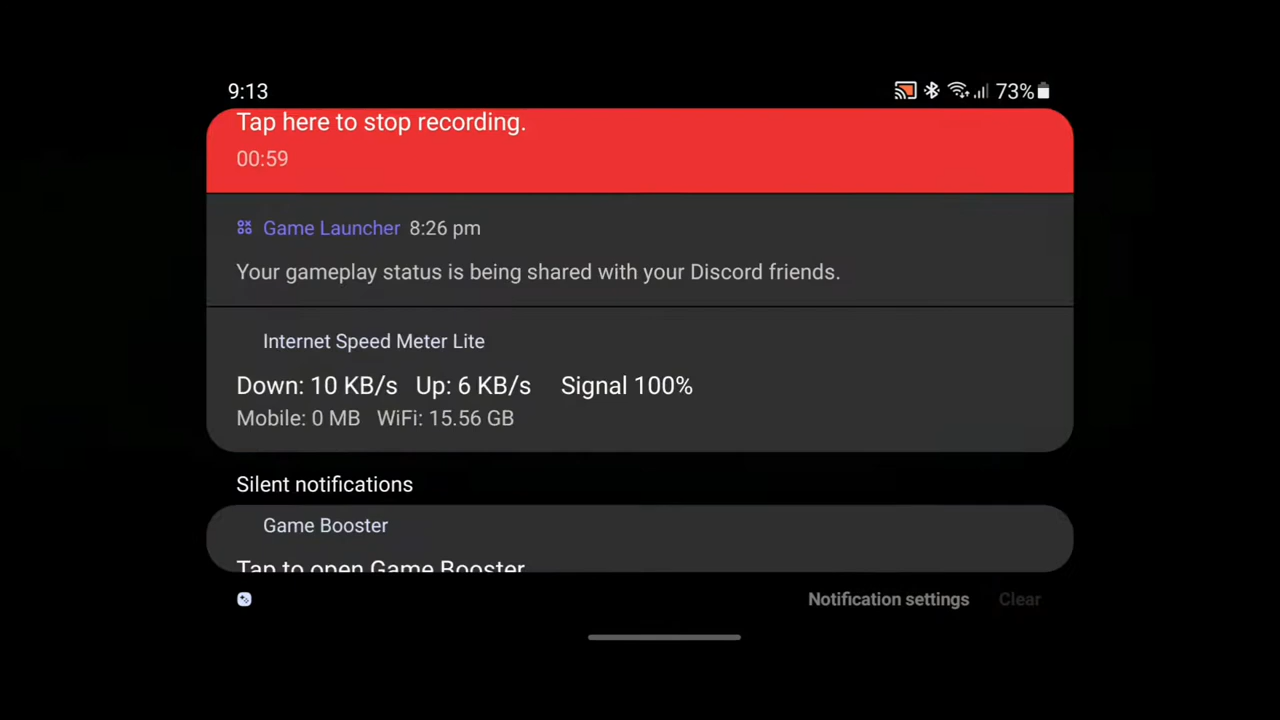 9:13 73%
Tap here to stop recording.
00:59
Game Launcher 8:26 pm
Your gameplay status is being shared with your Discord friends.
Internet Speed Meter Lite
Down: 10 KB/s Up: 6 KB/s Signal 100%
Mobile: 0 MB WiFi: 15.56 GB
Silent notifications
Game Booster
Tap to open Game Booster
Notification settings Clear